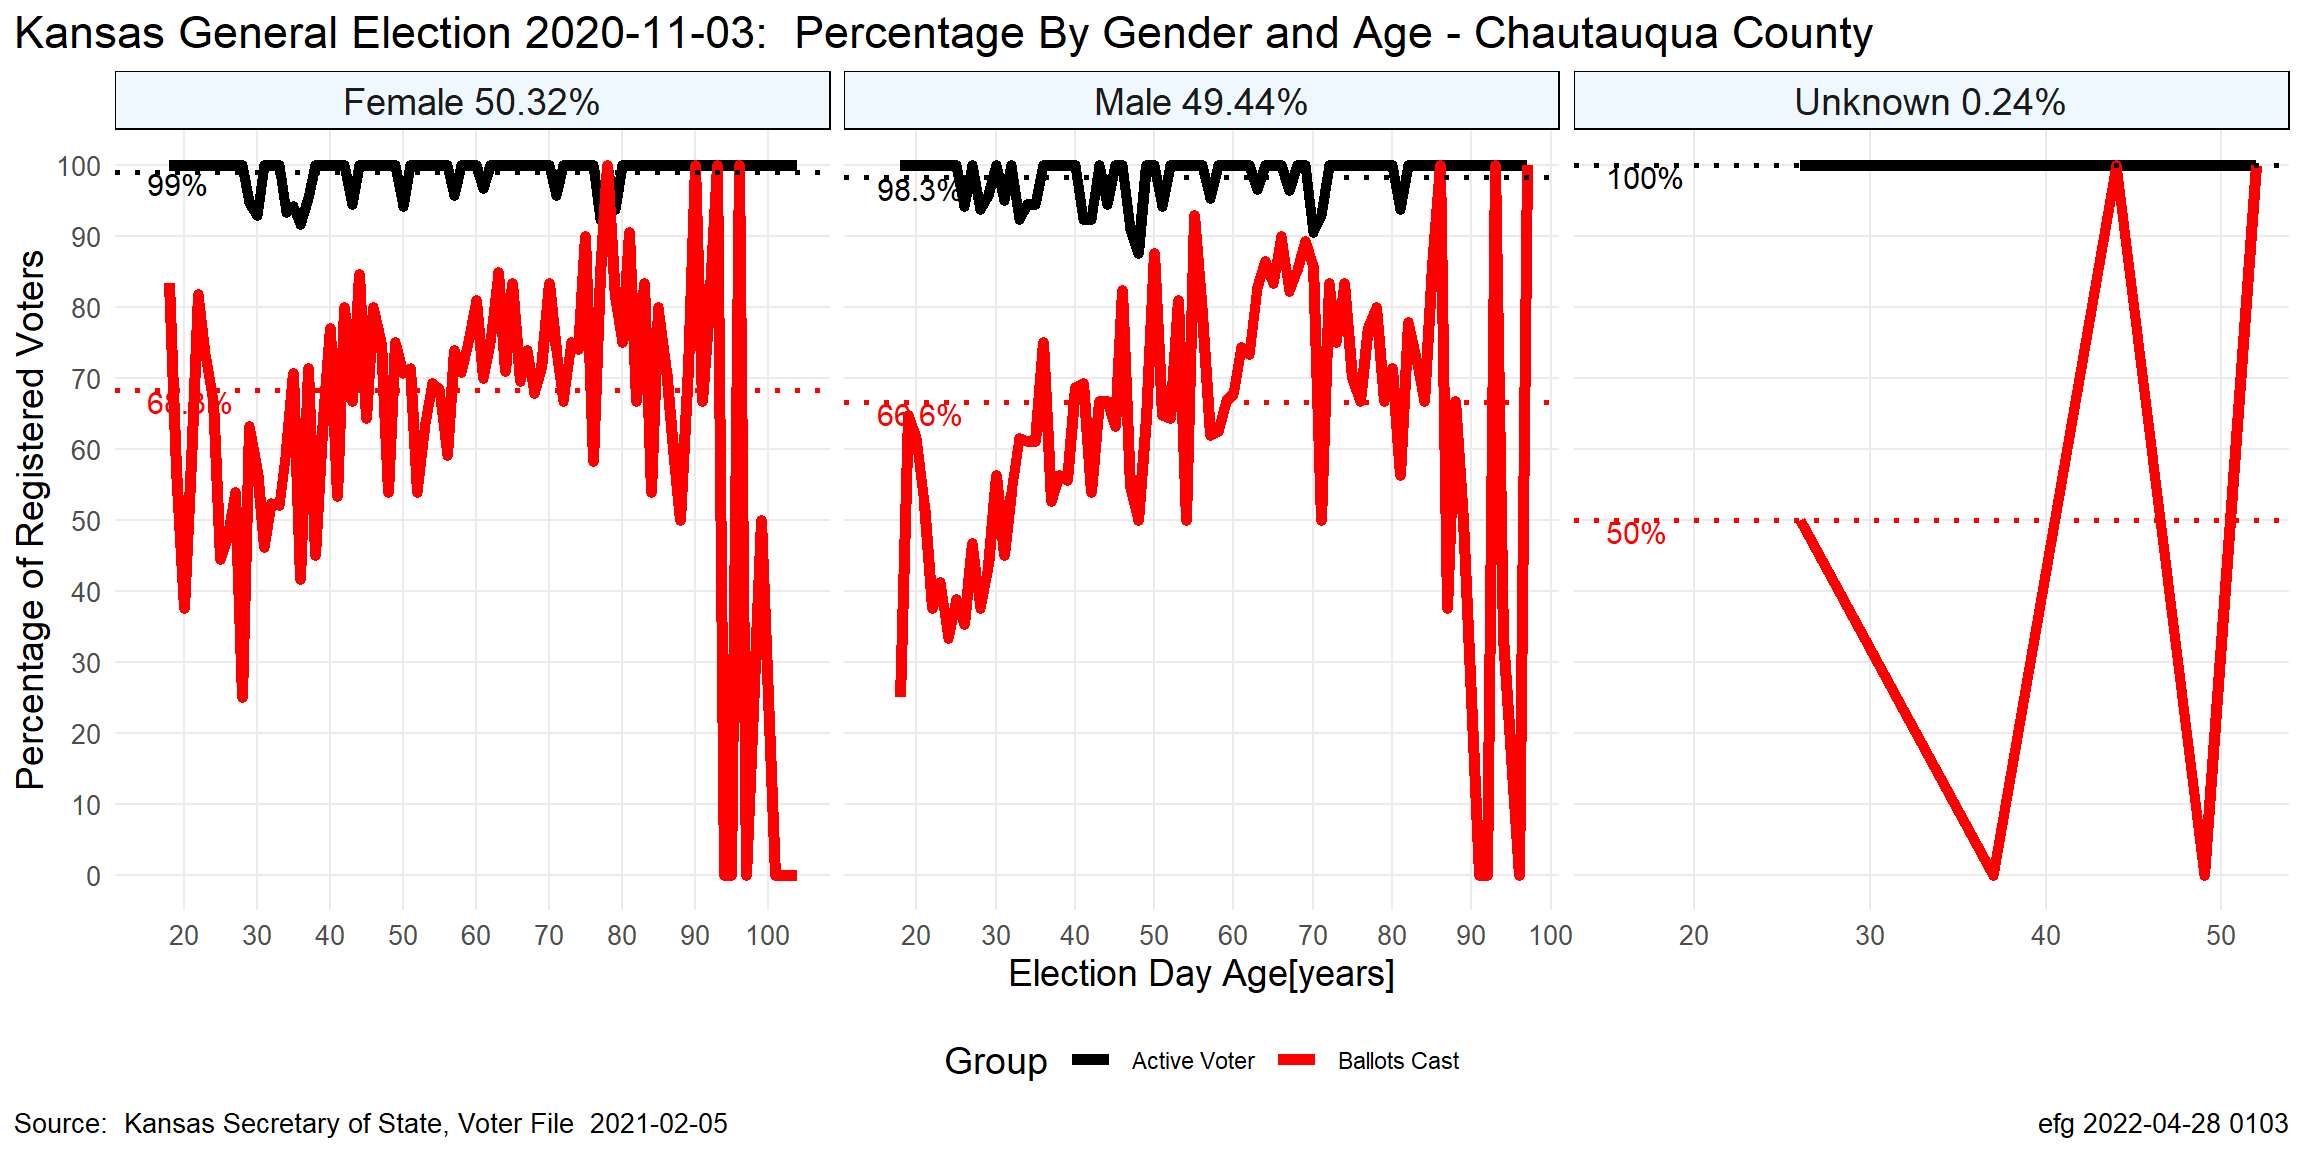 Kansas General Election 2020-11-03:  Percentage By Gender and Age - Chautauqua County
Female 50.32%
Male 49.44%
Unknown 0.24%
Percentage of Registered Voters
100
90
80
70
60
50
40
30
20
10
0
99%
68.3%
98.3%
66.6%
100%
50%
20 30 40 50 60 70 80 90 100
20 30 40 50 60 70 80 90 100
20 30 40 50
Election Day Age[years]
Group Active Voter Ballots Cast
Source:  Kansas Secretary of State, Voter File  2021-02-05
efg 2022-04-28 0103